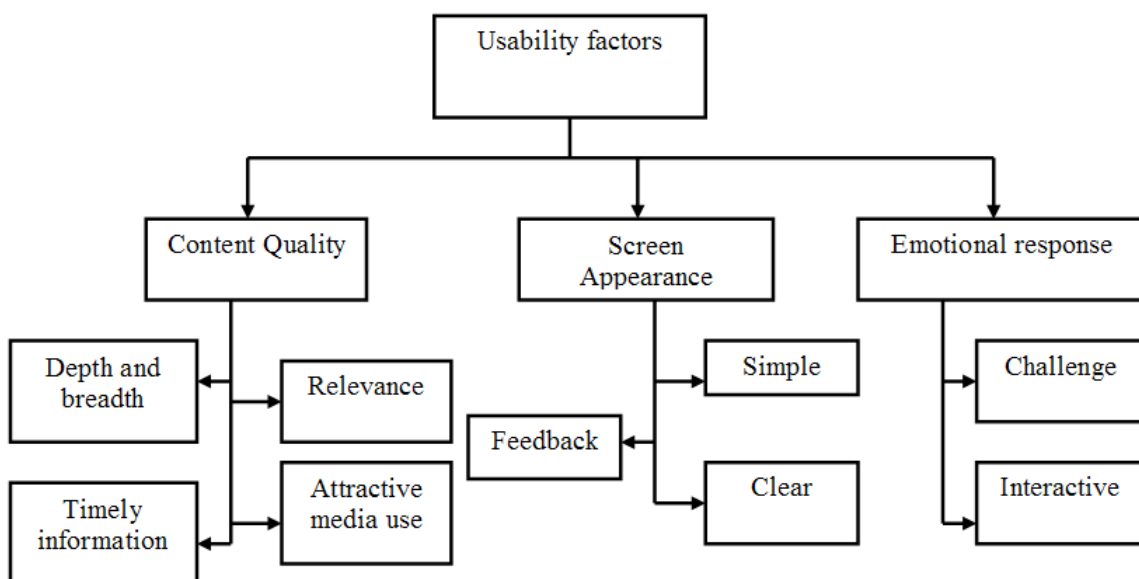 Usability factors
Content Quality
Screen
Appearance
Emotional response
Depth and
breadth
Relevance
Timely
information
Attractive
media use
Simple
Feedback
Clear
Challenge
Interactive